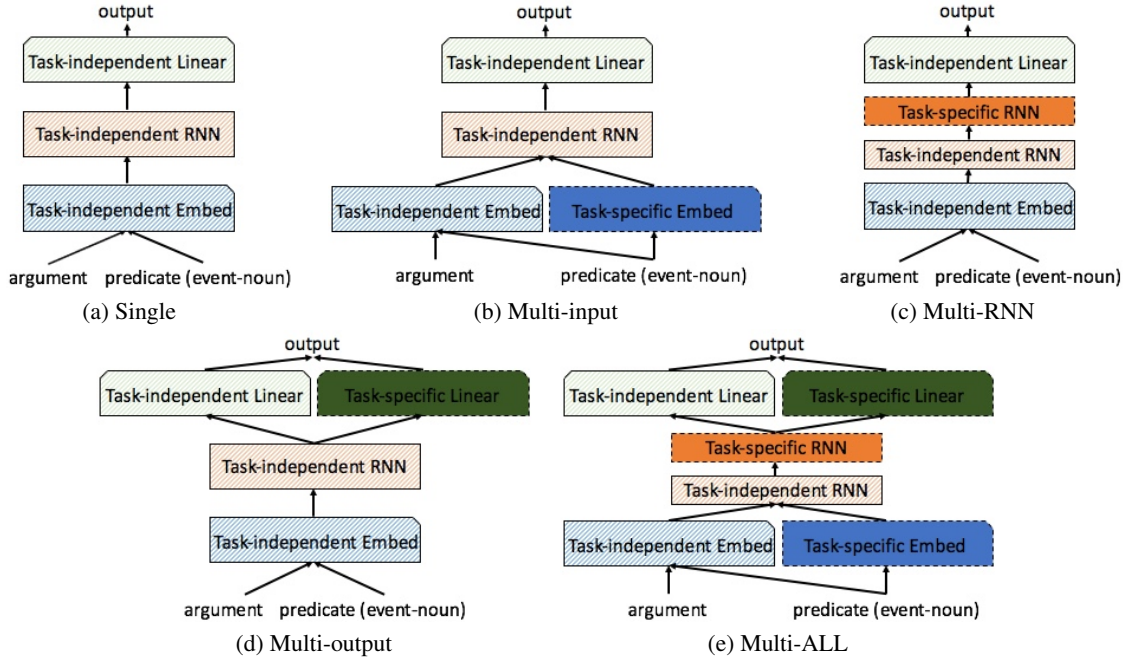 output
Task-independent Linear
Task-independent RNN
Task-independent Embed
argument predicate (event-noun)
(a) Single
output
Task-independent Linear
Task-independent RNN
Task-independent Embed Task-specific Embed
argument predicate (event-noun)
(b) Multi-input
output
Task-independent Linear
Task-specific RNN
Task-independent RNN
Task-independent Embed
argument predicate (event-noun)
(c) Multi-RNN
output
Task-independent Linear Task-specific Linear
Task-independent RNN
Task-independent Embed
argument predicate (event-noun)
(d) Multi-output
output
Task-independent Linear Task-specific Linear
Task-specific RNN
Task-independent RNN
Task-independent Embed Task-specific Embed
argument predicate (event-noun)
(e) Multi-ALL